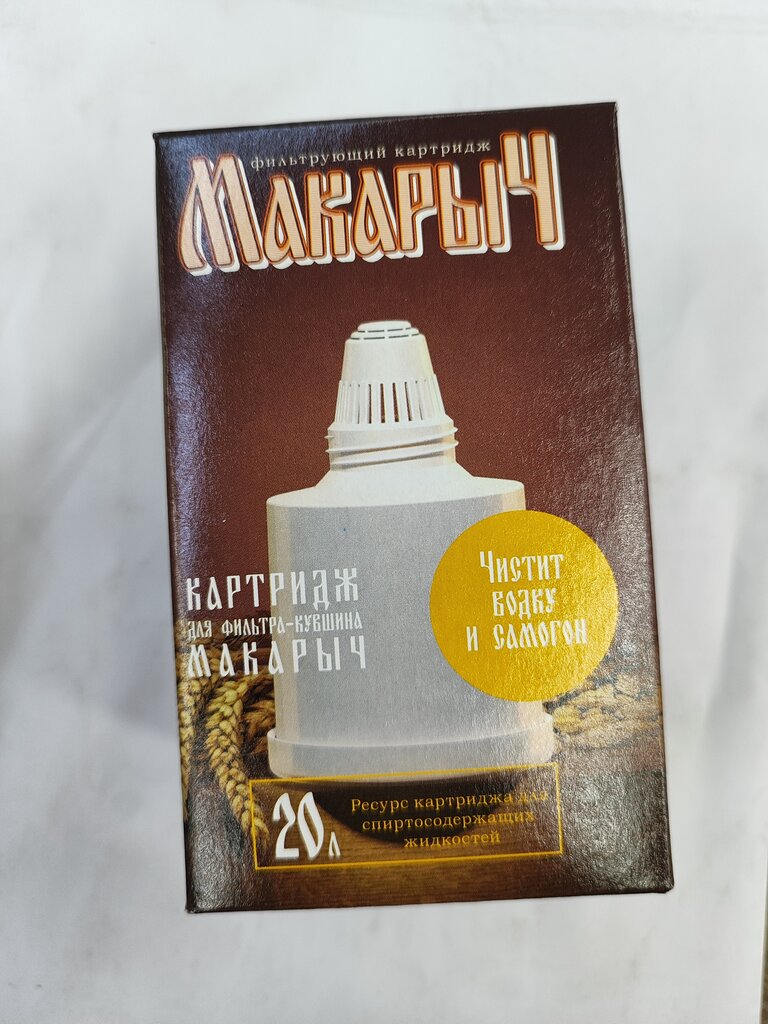 фильтрующий картридж
Макарыч
Чистит
водку
и самогон
картридж
для фильтра-кувшина
Макарыч
20л
Ресурс картриджа для
спиртосодержащих
жидкостей